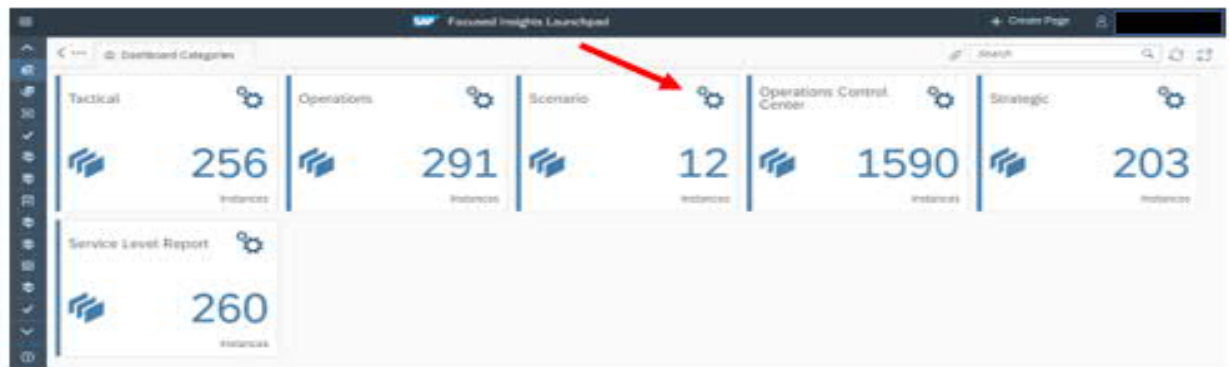 SAP Focused Insights Launchpad
+ Create Page
Dashboard Categories
Search
Tactical
256
Instances
Operations
291
Instances
Scenario
12
Instances
Operations Control
Center
1590
Instances
Strategic
203
Instances
Service Level Report
260
Instances